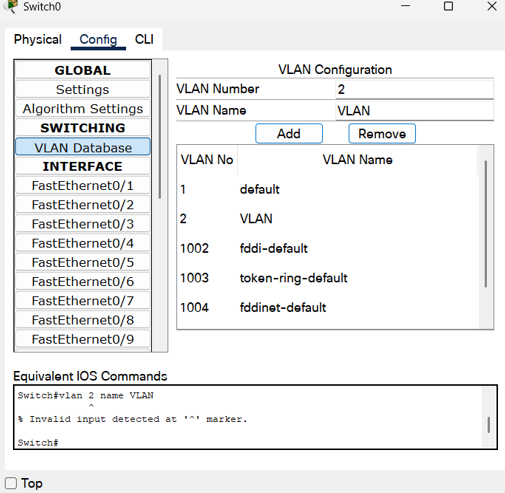 Switch0
Physical Config CLI
GLOBAL
Settings
Algorithm Settings
SWITCHING
VLAN Database
INTERFACE
FastEthernet0/1
FastEthernet0/2
FastEthernet0/3
FastEthernet0/4
FastEthernet0/5
FastEthernet0/6
FastEthernet0/7
FastEthernet0/8
FastEthernet0/9
VLAN Configuration
VLAN Number 2
VLAN Name VLAN
Add Remove
VLAN No VLAN Name
1 default
2 VLAN
1002 fddi-default
1003 token-ring-default
1004 fddinet-default
Equivalent IOS Commands
Switch#vlan 2 name VLAN
^
% Invalid input detected at '^' marker.
Switch#
Top